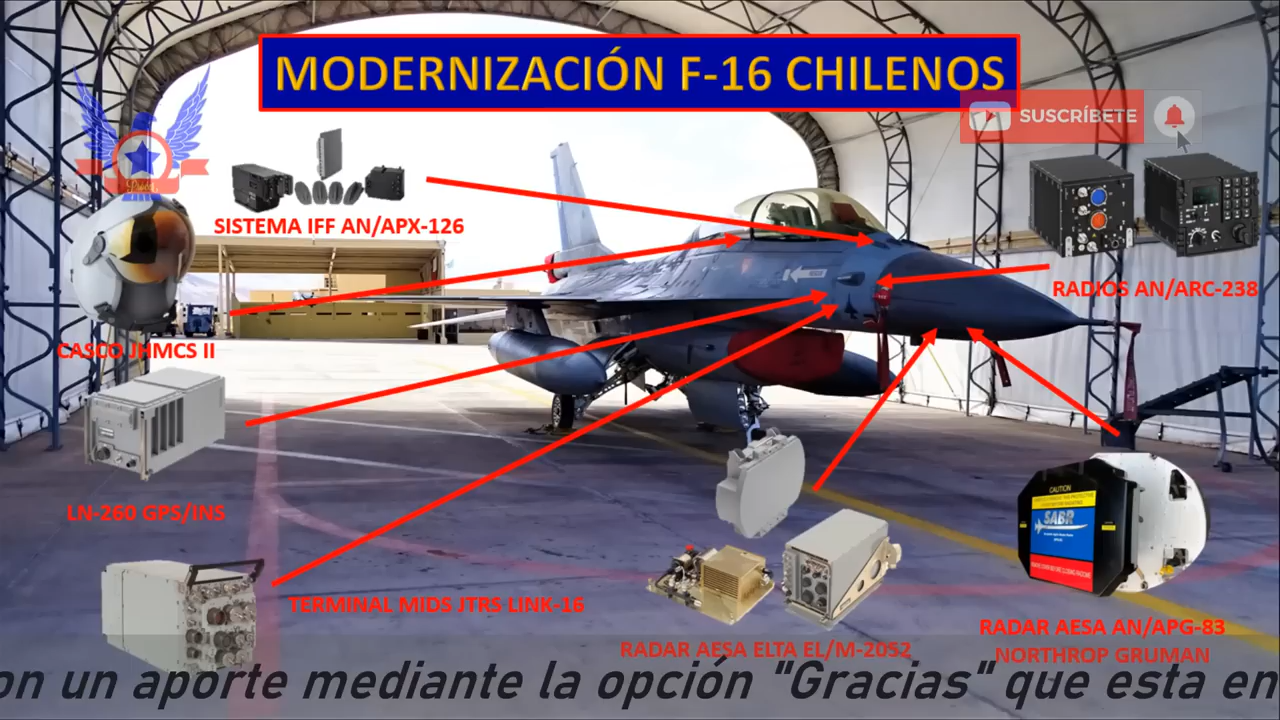 MODERNIZACIÓN F-16 CHILENOS
SUSCRÍBETE
SISTEMA IFF AN/APX-126
RADIOS AN/ARC-238
CASCO JHMCS II
LN-260 GPS/INS
CAUTION
SABR
TERMINAL MIDS JTRS LINK-16
RADAR AESA ELTA EL/M-2052
RADAR AESA AN/APG-83
NORTHROP GRUMAN
on un aporte mediante la opción "Gracias" que esta en